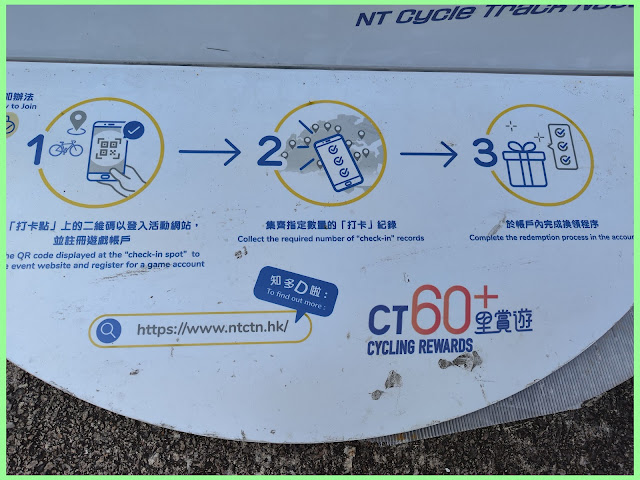 NT Cycle Track
加辦法
to Join
1
2
3
「打卡點」上的二維碼以登入活動網站，
並註冊遊戲帳戶
QR code displayed at the "check-in spot" to
event website and register for a game account
集齊指定數量的「打卡」紀錄
Collect the required number of "check-in" records
於帳戶內完成換領程序
Complete the redemption process in the
知多D啦：
To find out more:
https://www.ntctn.hk/
CT60+里賞遊
CYCLING REWARDS